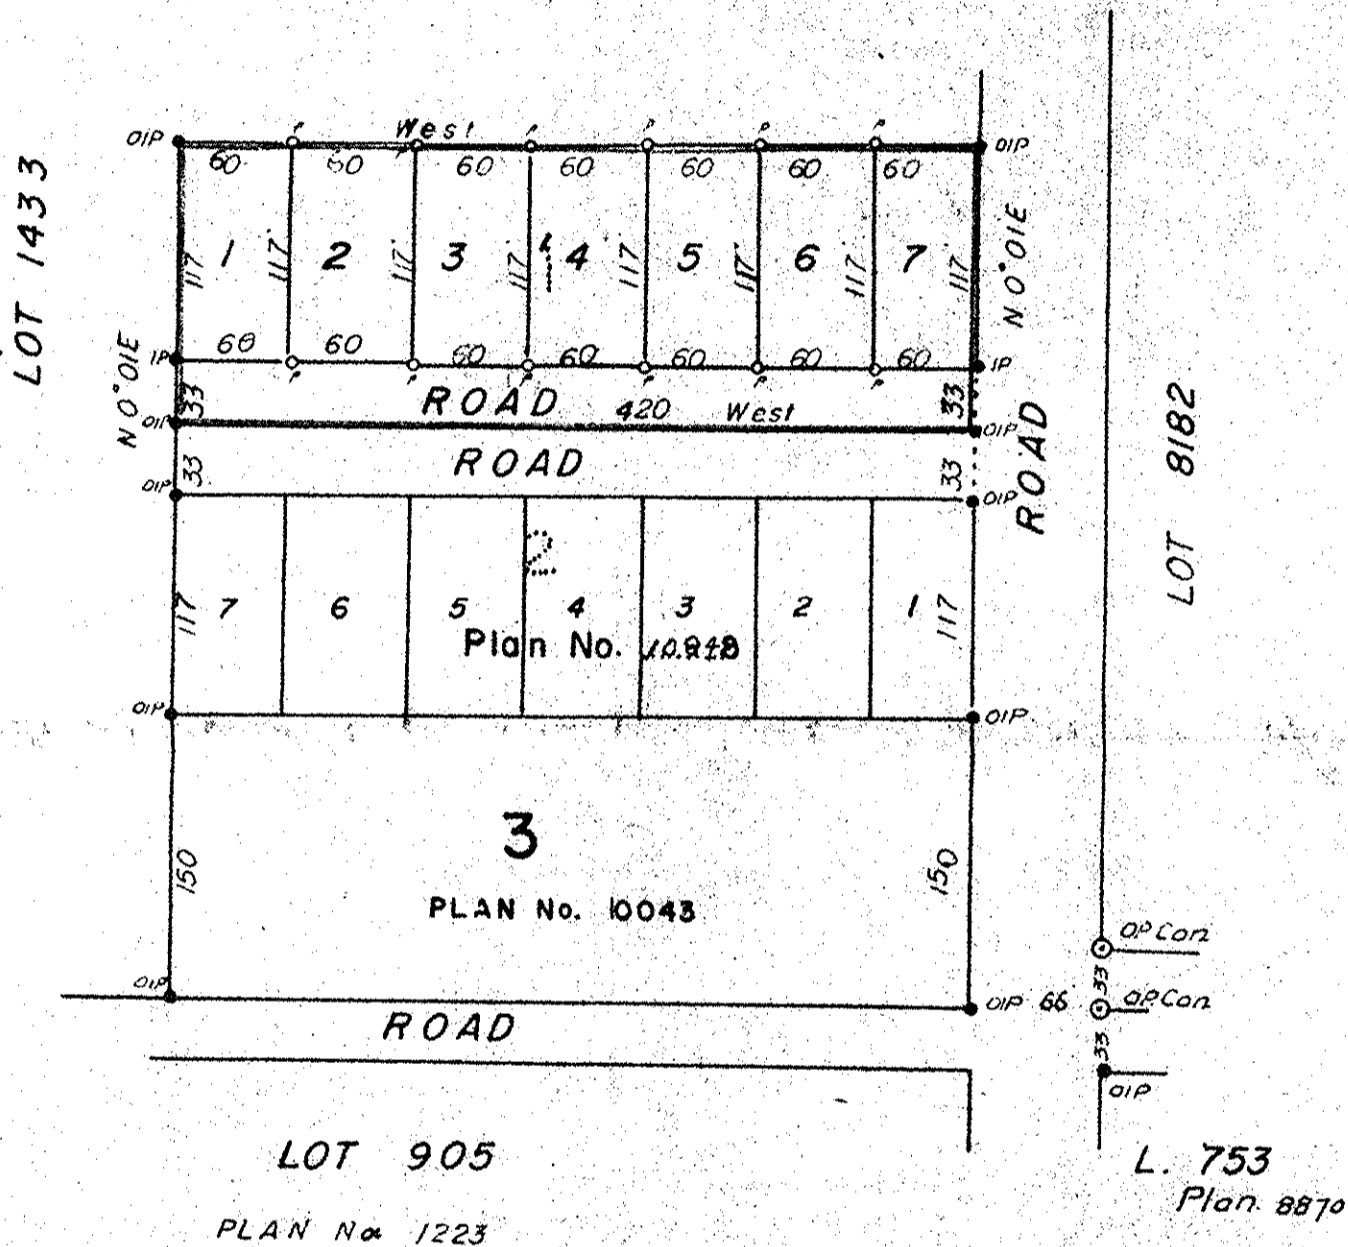 OIP West OIP
60 60 60 60 60 60 60
LOT 1433
117 1 117 2 117 3 117 4 117 5 117 6 117 7 117
N 0°01E
N 0°01E
60 60 60 60 60 60 60
IP IP
33 ROAD 420 West 33
OIP OIP
33 ROAD 33
OIP OIP
ROAD
LOT 8182
2
117 7 6 5 4 3 2 1 117
Plan No.
OIP OIP
3
150 150
PLAN No. 10043
OP Con
33
OIP OIP 66 OP Con
ROAD
33
OIP
LOT 905
L. 753
Plan 8870
PLAN No 1223